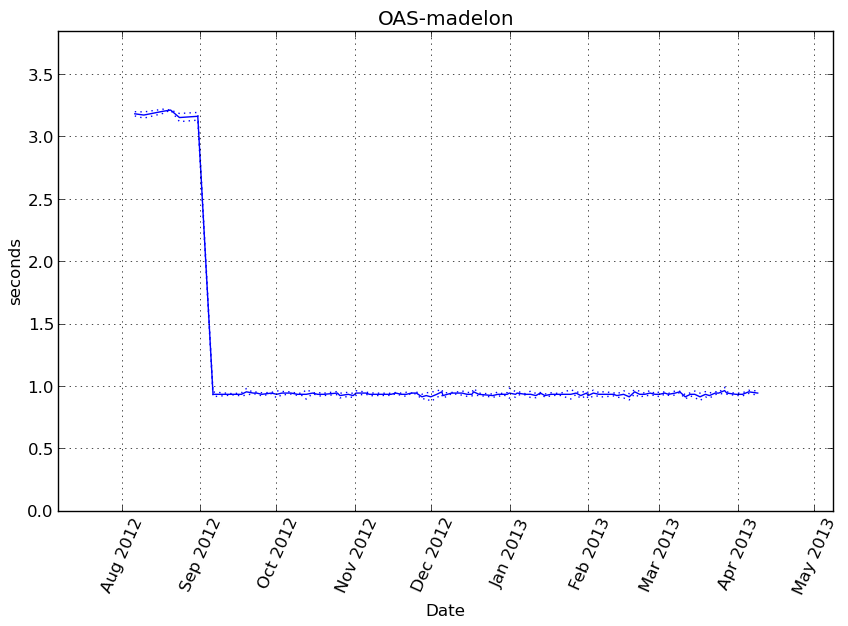 OAS-madelon
3.5
3.0
2.5
2.0
1.5
1.0
0.5
0.0
seconds
Aug 2012
Sep 2012
Oct 2012
Nov 2012
Dec 2012
Jan 2013
Feb 2013
Mar 2013
Apr 2013
May 2013
Date